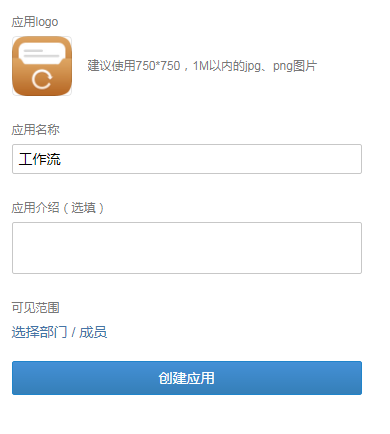 应用logo
建议使用750*750，1M以内的jpg、png图片
应用名称
工作流
应用介绍（选填）
可见范围
选择部门 / 成员
创建应用